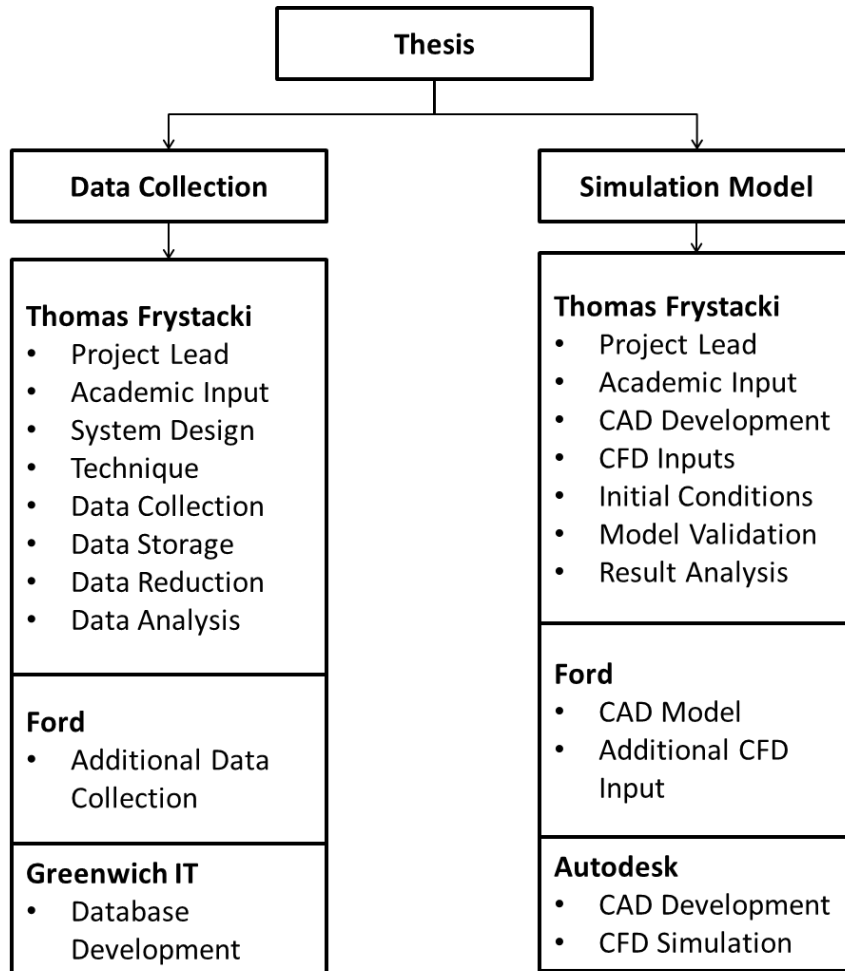 Thesis
Data Collection
Thomas Frystacki
• Project Lead
• Academic Input
• System Design
• Technique
• Data Collection
• Data Storage
• Data Reduction
• Data Analysis
Ford
• Additional Data
Collection
Greenwich IT
• Database
Development
Simulation Model
Thomas Frystacki
• Project Lead
• Academic Input
• CAD Development
• CFD Inputs
• Initial Conditions
• Model Validation
• Result Analysis
Ford
• CAD Model
• Additional CFD
Input
Autodesk
• CAD Development
• CFD Simulation